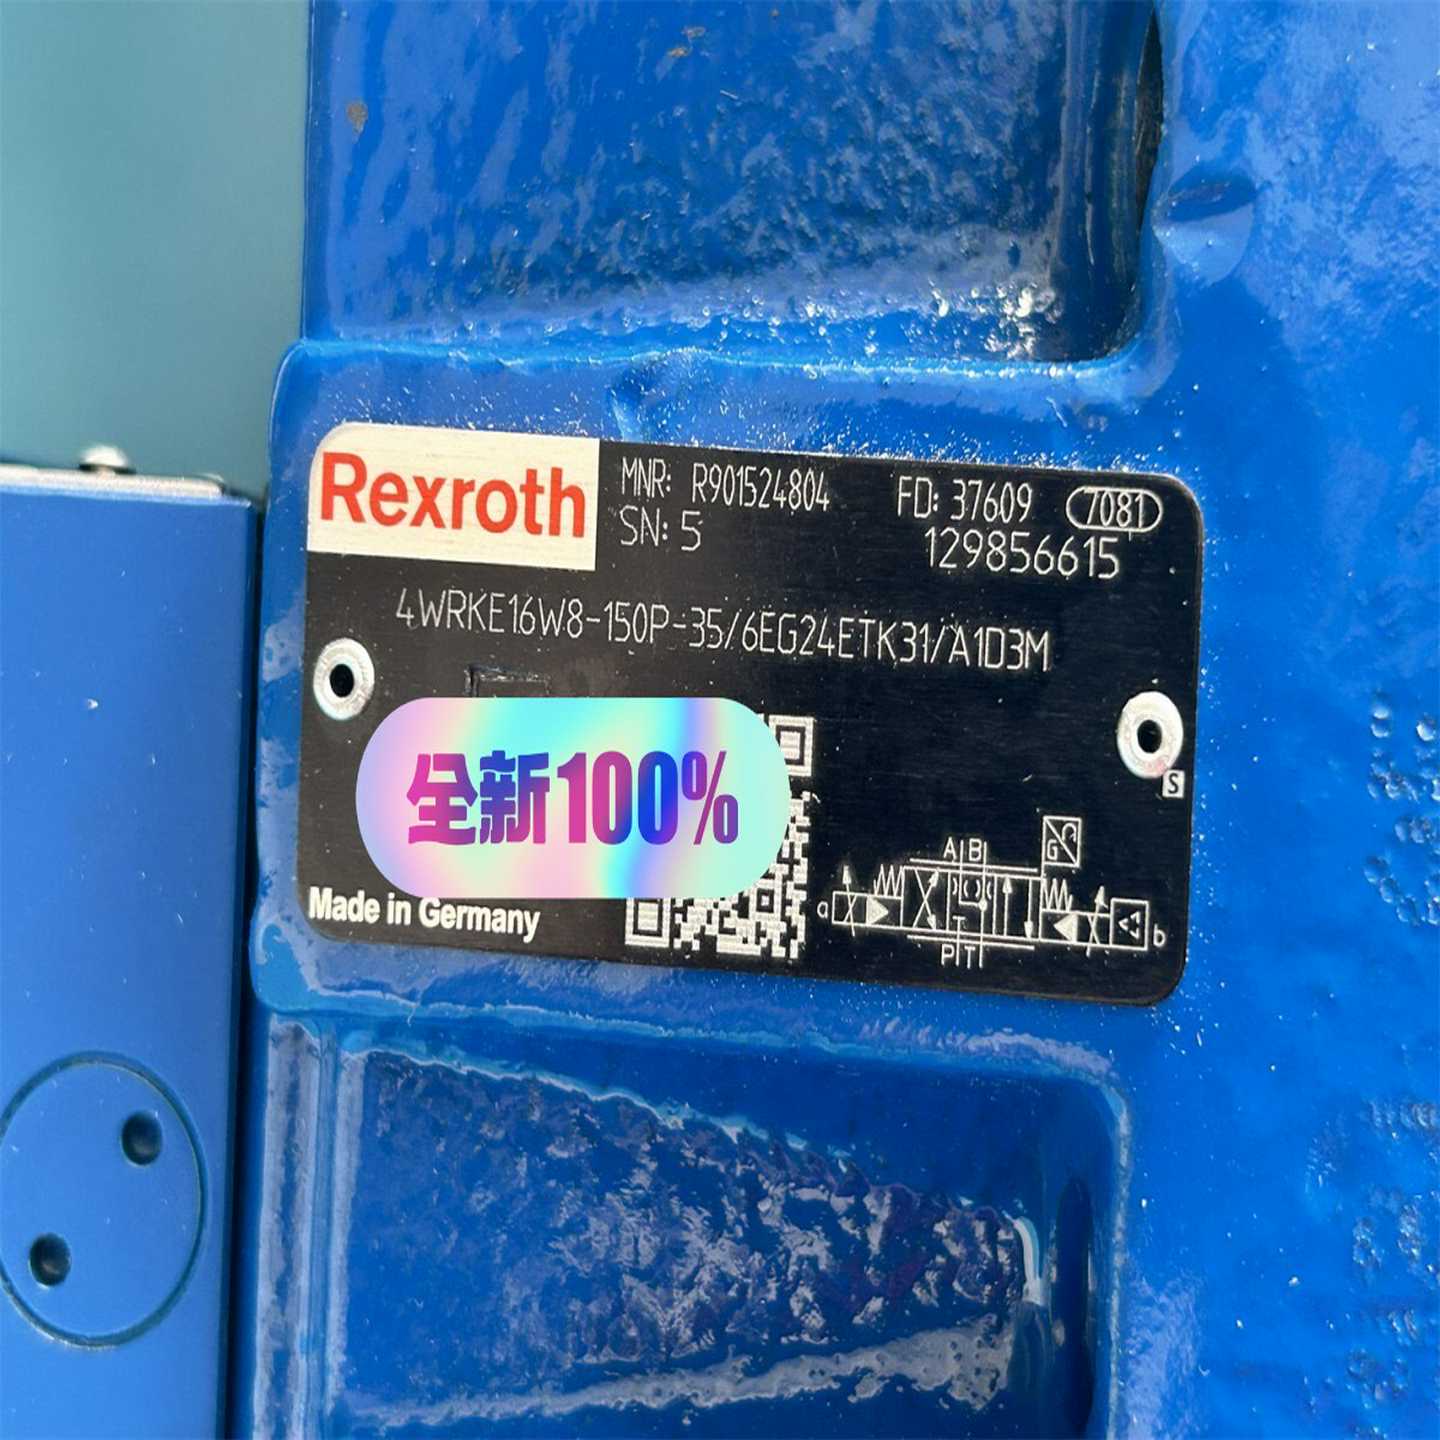 Rexroth
MNR: R901524804
FD: 37609 7081
SN: 5
129856615
4WRKE16W8-150P-35/6EG24ETK31/A1D3M
全新100%
S
G
A B
a
b
P T
Made in Germany